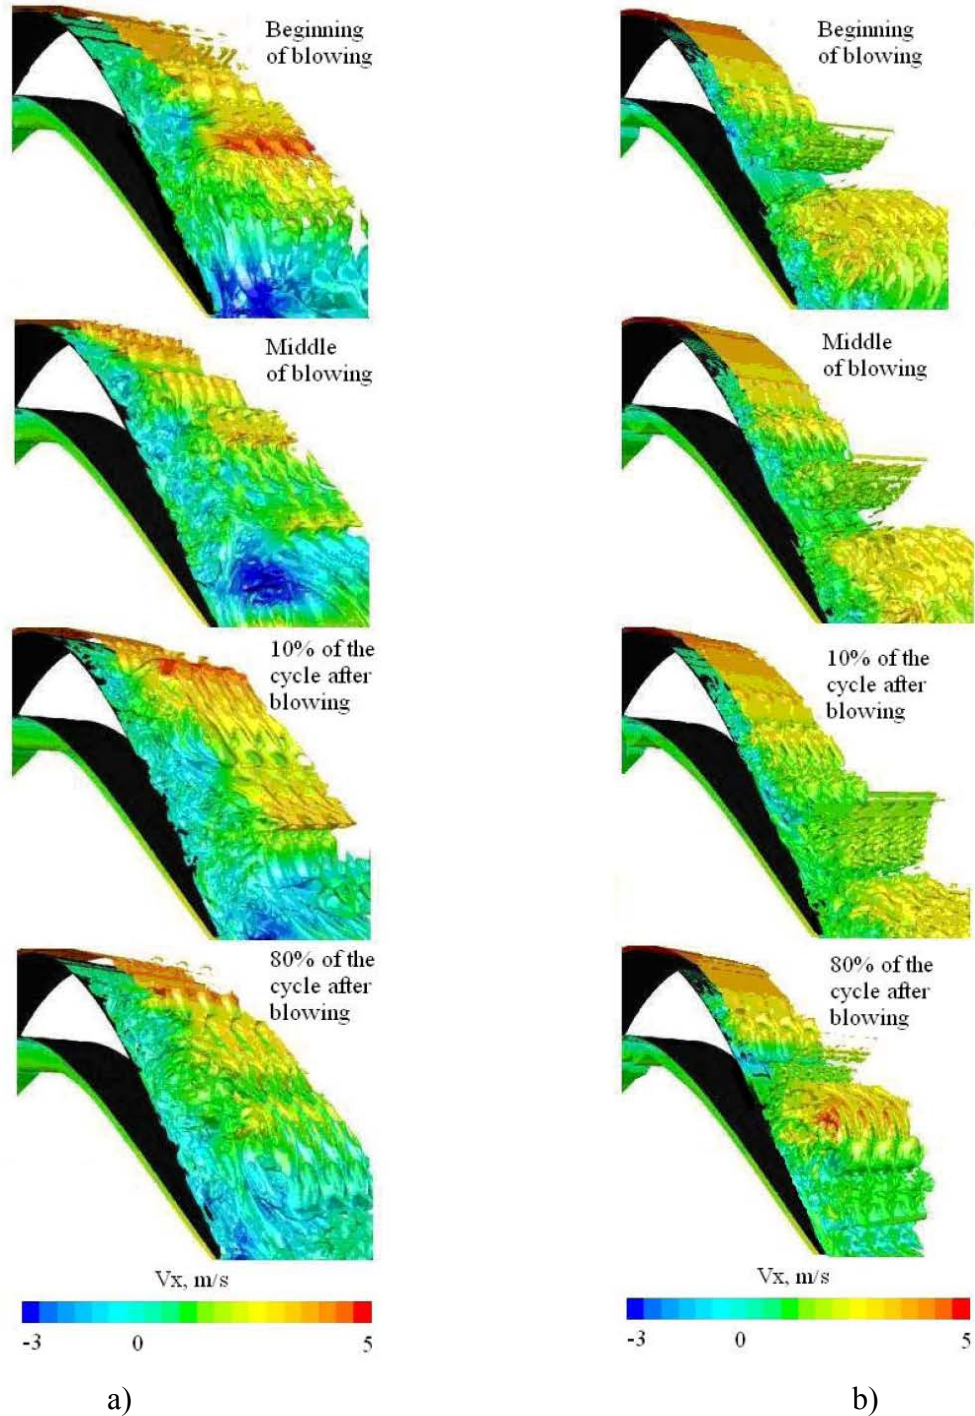 Beginning
of blowing
Middle
of blowing
10% of the
cycle after
blowing
80% of the
cycle after
blowing
Vx, m/s
-3 0 5
a)
Beginning
of blowing
Middle
of blowing
10% of the
cycle after
blowing
80% of the
cycle after
blowing
Vx, m/s
-3 0 5
b)